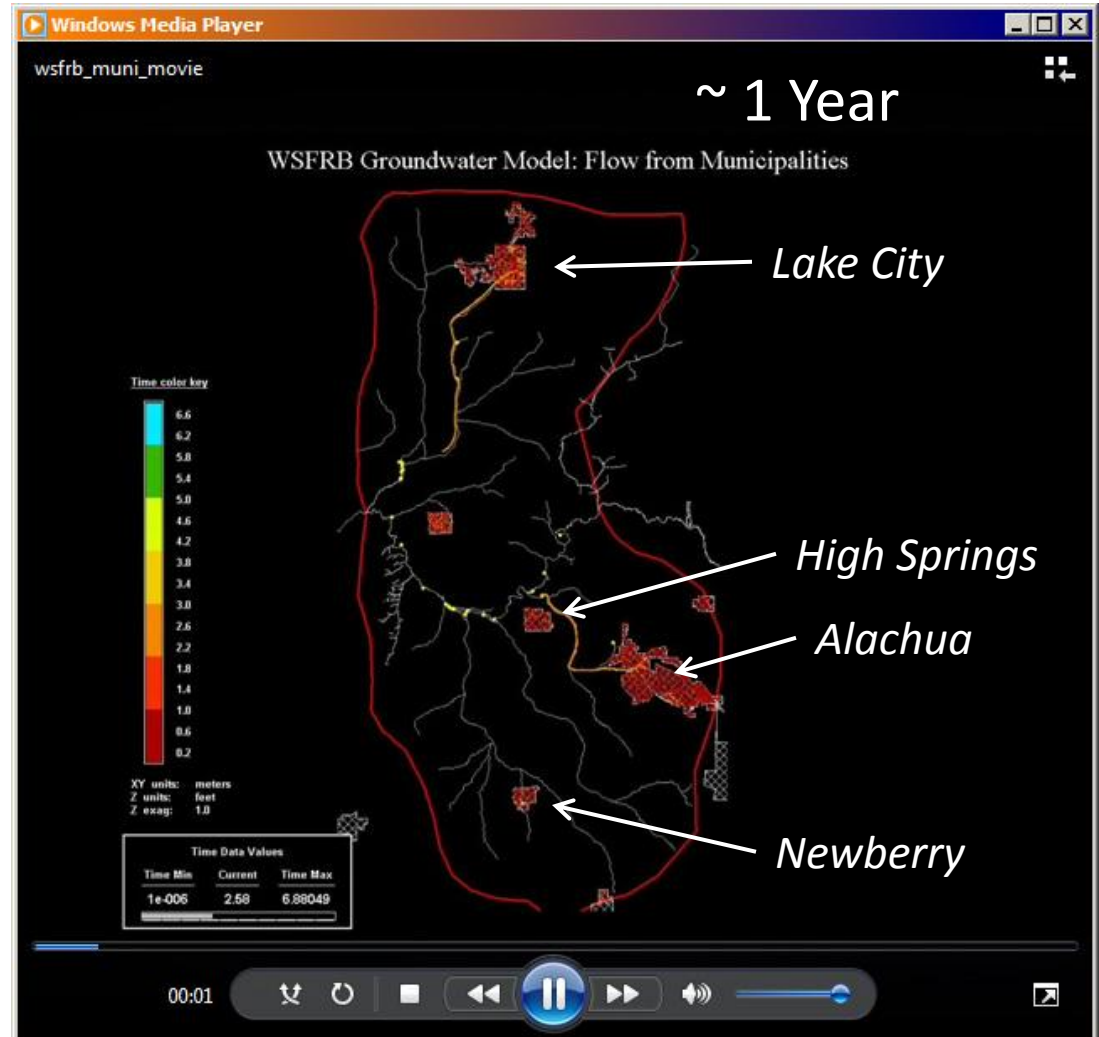 Windows Media Player
wsfrb_muni_movie
~ 1 Year
WSFRB Groundwater Model: Flow from Municipalities
Lake City
Time color key
6.6
6.2
5.8
5.4
5.0
4.6
4.2
3.8
3.4
3.0
2.6
2.2
1.8
1.4
1.0
0.6
0.2
High Springs
Alachua
XY units: meters
Z units: feet
Z exag: 1.0
Newberry
Time Data Values
Time Min Current Time Max
1e-006 2.58 6.88049
00:01